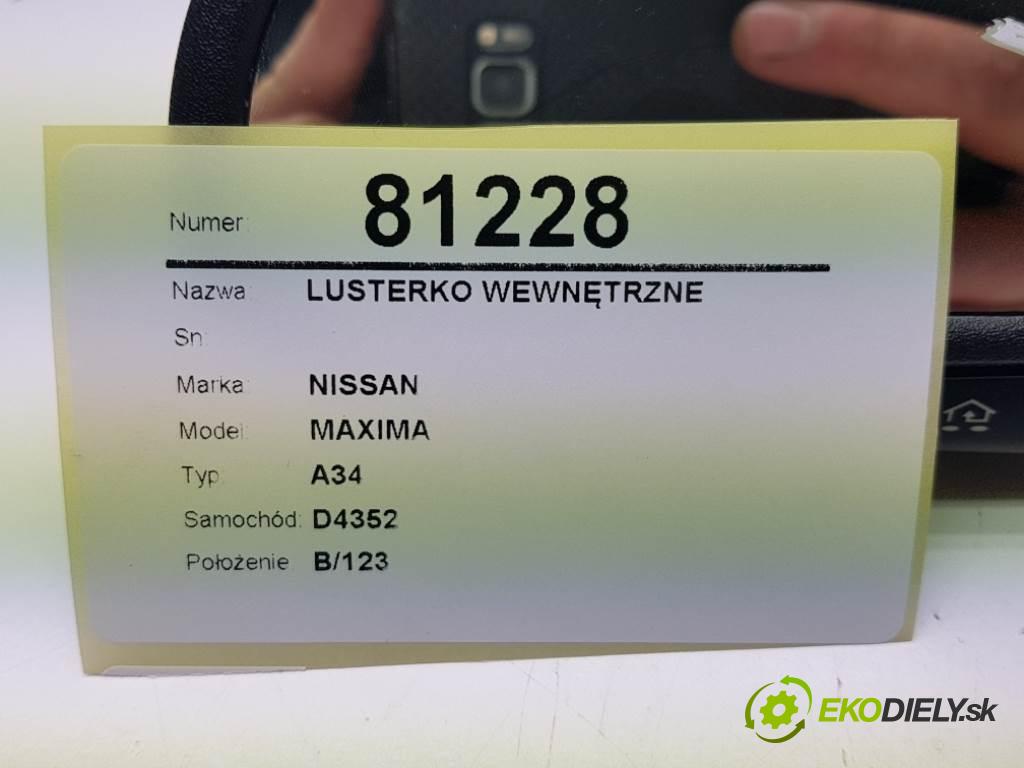 Numer: 81228
Nazwa: LUSTERKO WEWNĘTRZNE
Sn:
Marka: NISSAN
Model: MAXIMA
Typ: A34
Samochód: D4352
Położenie: B/123
EKODIELY.sk